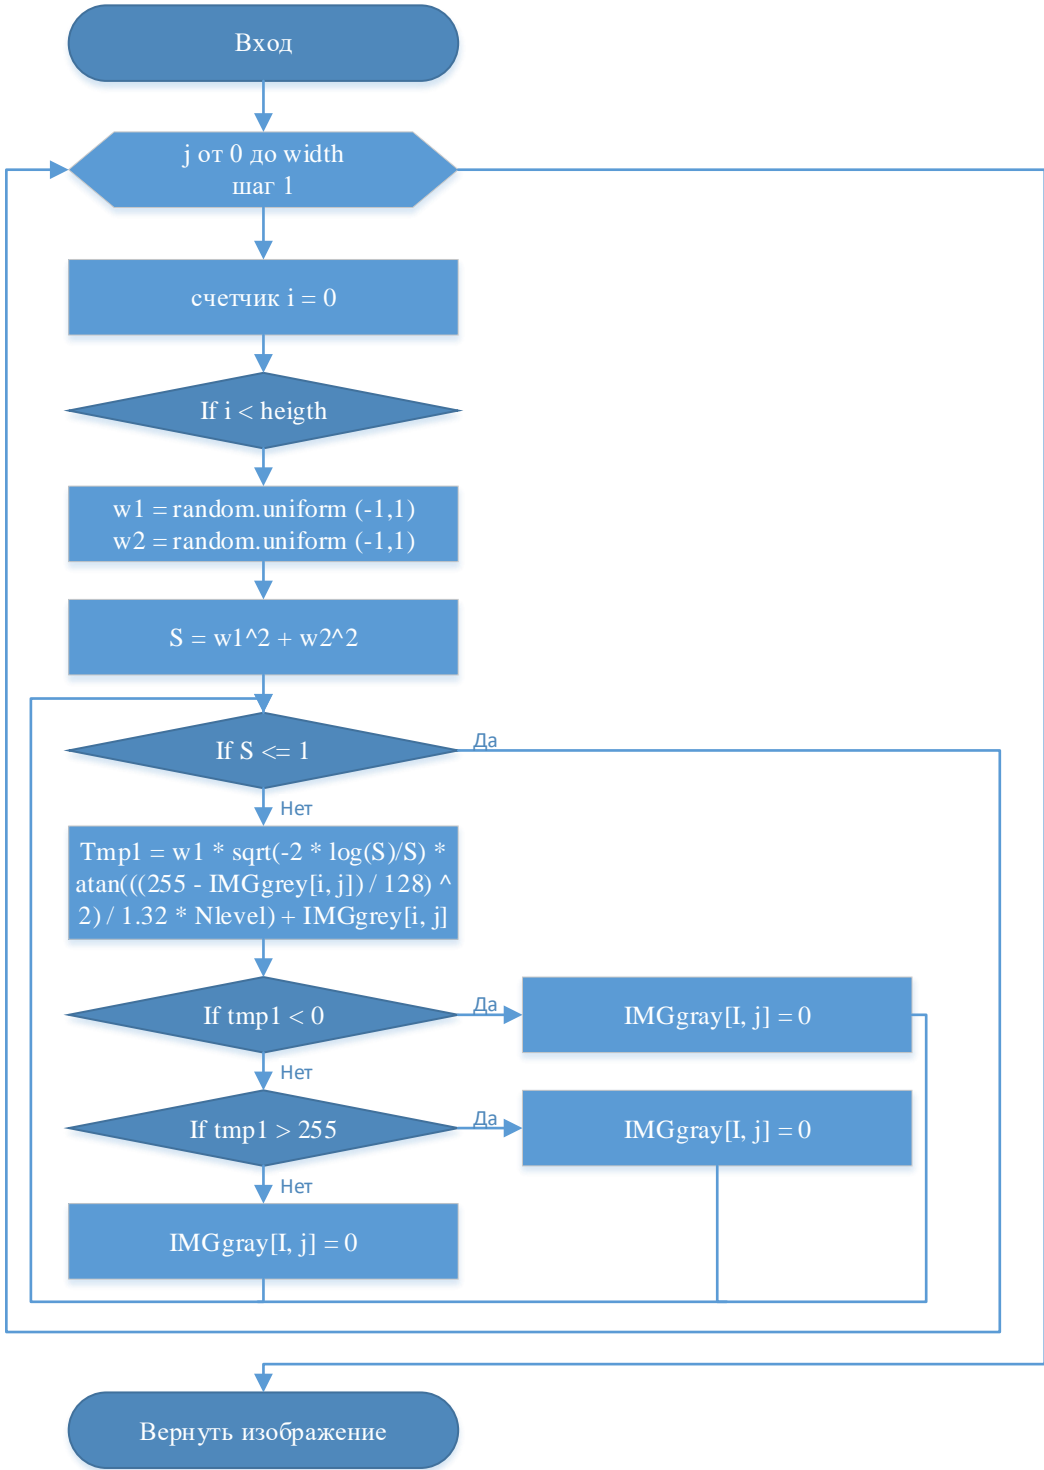 Вход
j от 0 до width
шаг 1
счетчик i = 0
If i < heigth
w1 = random.uniform (-1,1)
w2 = random.uniform (-1,1)
S = w1^2 + w2^2
If S <= 1
Да
Нет
Tmp1 = w1 * sqrt(-2 * log(S)/S) *
atan(((255 - IMGgrey[i, j]) / 128) ^
2) / 1.32 * Nlevel) + IMGgrey[i, j]
If tmp1 < 0
Да
IMGgray[I, j] = 0
Нет
If tmp1 > 255
Да
IMGgray[I, j] = 0
Нет
IMGgray[I, j] = 0
Вернуть изображение